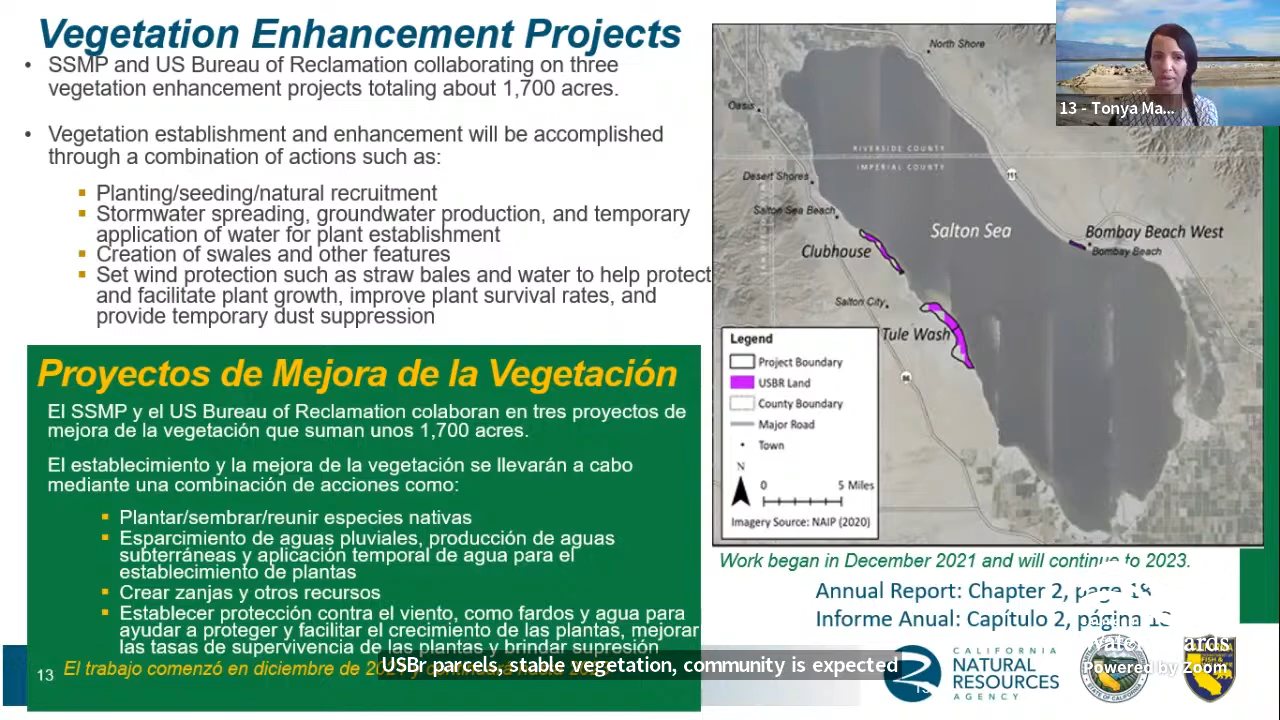 Vegetation Enhancement Projects
• SSMP and US Bureau of Reclamation collaborating on three
vegetation enhancement projects totaling about 1,700 acres.
• Vegetation establishment and enhancement will be accomplished
through a combination of actions such as:
Planting/seeding/natural recruitment
Stormwater spreading, groundwater production, and temporary
application of water for plant establishment
Creation of swales and other features
Set wind protection such as straw bales and water to help protect
and facilitate plant growth, improve plant survival rates, and
provide temporary dust suppression
Proyectos de Mejora de la Vegetación
El SSMP y el US Bureau of Reclamation colaboran en tres proyectos de
mejora de la vegetación que suman unos 1,700 acres.
El establecimiento y la mejora de la vegetación se llevarán a cabo
mediante una combinación de acciones como:
Plantar/sembrar/reunir especies nativas
Esparcimiento de aguas pluviales, producción de aguas
subterráneas y aplicación temporal de agua para el
establecimiento de plantas
Crear zanjas y otros recursos
Establecer protección contra el viento, como fardos y agua para
ayudar a proteger y facilitar el crecimiento de las plantas, mejorar
las tasas de supervivencia de las plantas y brindar supresión
13
El trabajo comenzó en diciembre de
USBr parcels, stable vegetation, community is expected
North Shore
Oasis
RIVERSIDE COUNTY
IMPERIAL COUNTY
111
Desert Shores
Salton Sea Beach
Salton Sea
Bombay Beach West
Bombay Beach
Clubhouse
Salton City
Tule Wash
86
Legend
Project Boundary
USBR Land
County Boundary
Major Road
Town
N
0 5 Miles
Imagery Source: NAIP (2020)
13 - Tonya Ma...
Work began in December 2021 and will continue to 2023.
Annual Report: Chapter 2, page 18
Informe Anual: Capítulo 2, página 18
CALIFORNIA
NATURAL
RESOURCES
AGENCY
Powered by Zoom